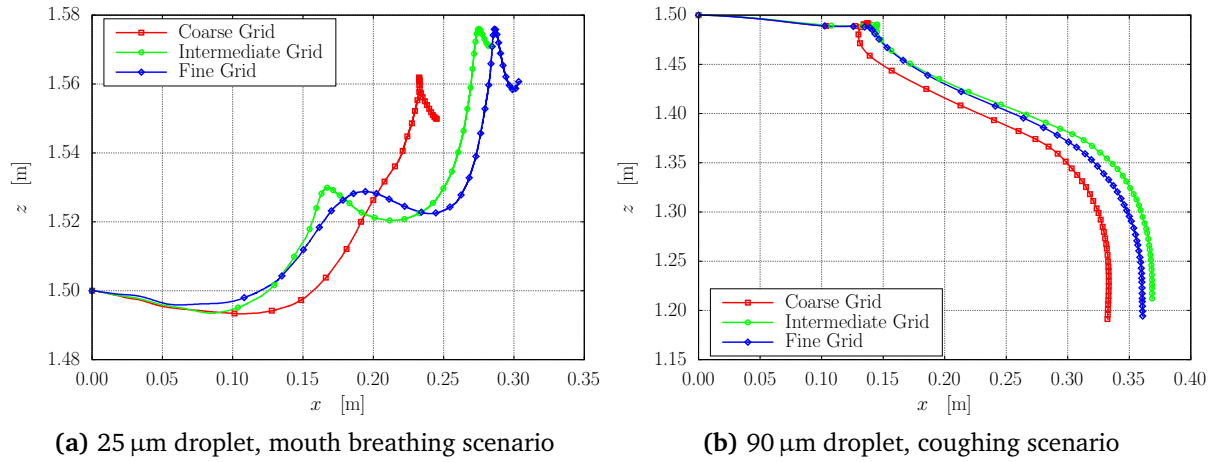 1.60
1.58
1.56
1.54
1.52
1.50
1.48
z [m]
0.00 0.05 0.10 0.15 0.20 0.25 0.30 0.35
x [m]
Coarse Grid
Intermediate Grid
Fine Grid
(a) 25 μm droplet, mouth breathing scenario
1.50
1.45
1.40
1.35
1.30
1.25
1.20
1.15
z [m]
0.00 0.05 0.10 0.15 0.20 0.25 0.30 0.35 0.40
x [m]
Coarse Grid
Intermediate Grid
Fine Grid
(b) 90 μm droplet, coughing scenario